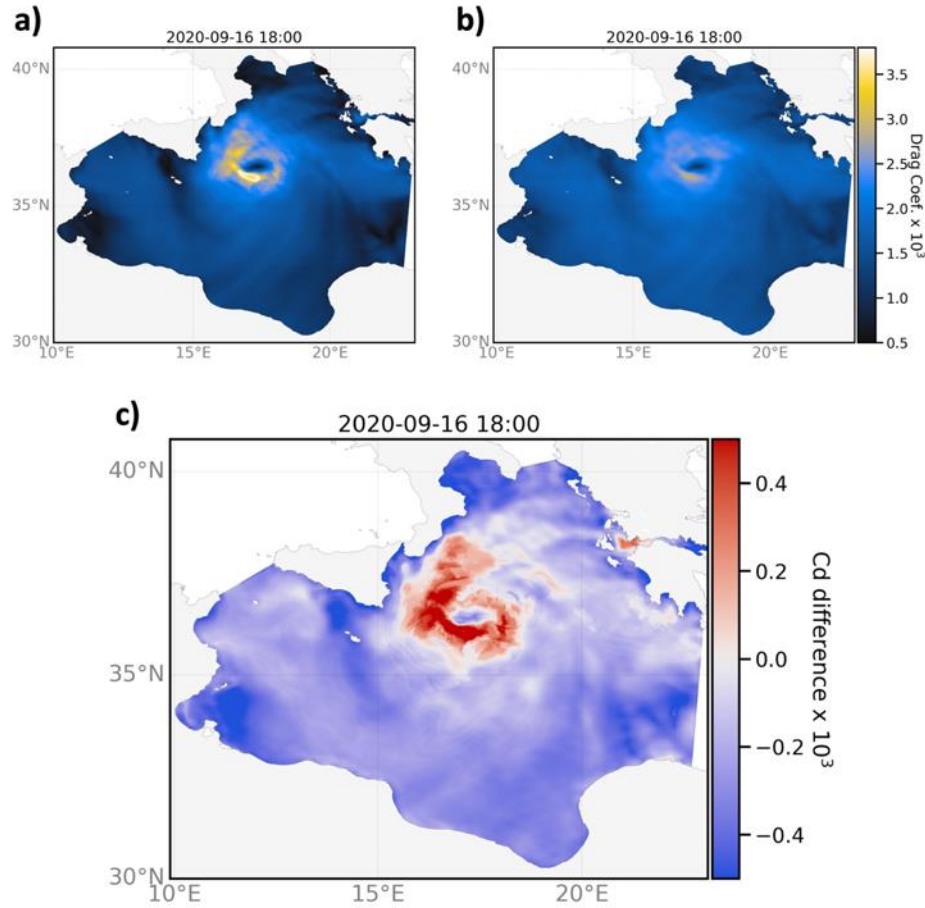 a)
b)
2020-09-16 18:00
2020-09-16 18:00
40°N
35°N
30°N
10°E
15°E
20°E
40°N
35°N
30°N
10°E
15°E
20°E
3.5
3.0
2.5
2.0
1.5
1.0
0.5
Drag Coef. x 10³
c)
2020-09-16 18:00
40°N
35°N
30°N
10°E
15°E
20°E
0.4
0.2
0.0
−0.2
−0.4
Cd difference x 10³